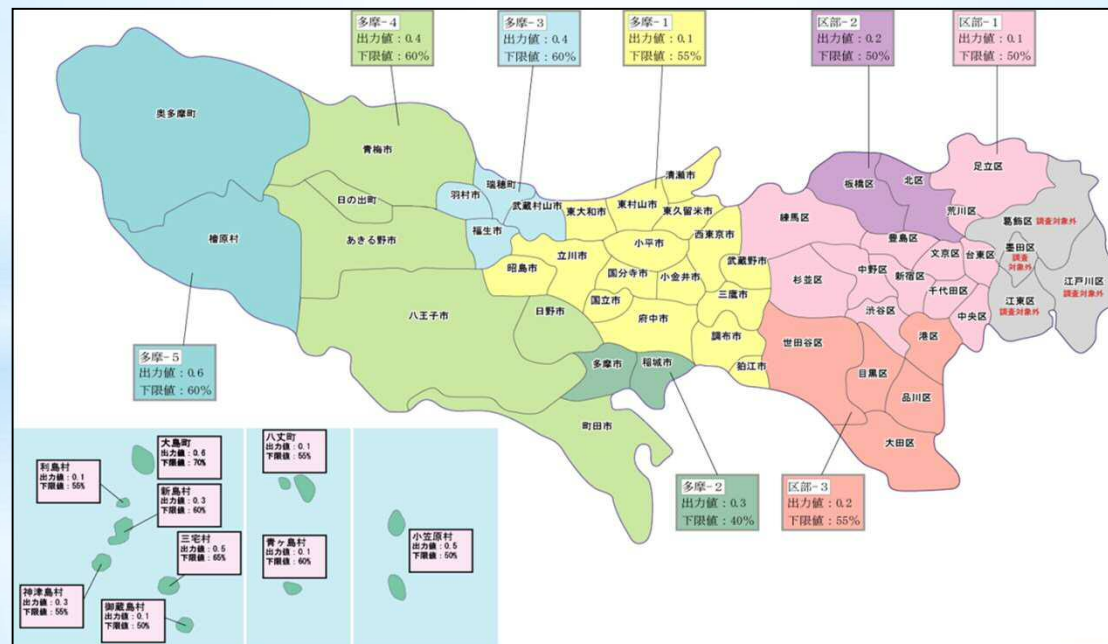 多摩-4
出力値：0.4
下限値：60%
多摩-3
出力値：0.4
下限値：60%
多摩-1
出力値：0.1
下限値：55%
区部-2
出力値：0.2
下限値：50%
区部-1
出力値：0.1
下限値：50%
奥多摩町
青梅市
日の出町
檜原村
あきる野市
八王子市
日野市
町田市
羽村市
瑞穂町
武蔵村山市
福生市
昭島市
東大和市
立川市
東村山市
清瀬市
東久留米市
小平市
西東京市
国分寺市
小金井市
武蔵野市
国立市
府中市
三鷹市
調布市
狛江市
多摩市
稲城市
練馬区
板橋区
北区
足立区
荒川区
葛飾区 調査対象外
豊島区
文京区
台東区
墨田区
調査
対象外
江戸川区
調査対象外
江東区
調査対象外
杉並区
中野区
新宿区
千代田区
渋谷区
中央区
世田谷区
目黒区
港区
品川区
大田区
多摩-5
出力値：0.6
下限値：60%
多摩-2
出力値：0.3
下限値：40%
区部-3
出力値：0.2
下限値：55%
大島町
出力値：0.6
下限値：70%
利島村
出力値：0.1
下限値：55%
新島村
出力値：0.3
下限値：60%
三宅村
出力値：0.5
下限値：65%
神津島村
出力値：0.3
下限値：55%
御蔵島村
出力値：0.1
下限値：50%
八丈町
出力値：0.1
下限値：55%
青ヶ島村
出力値：0.1
下限値：60%
小笠原村
出力値：0.5
下限値：50%